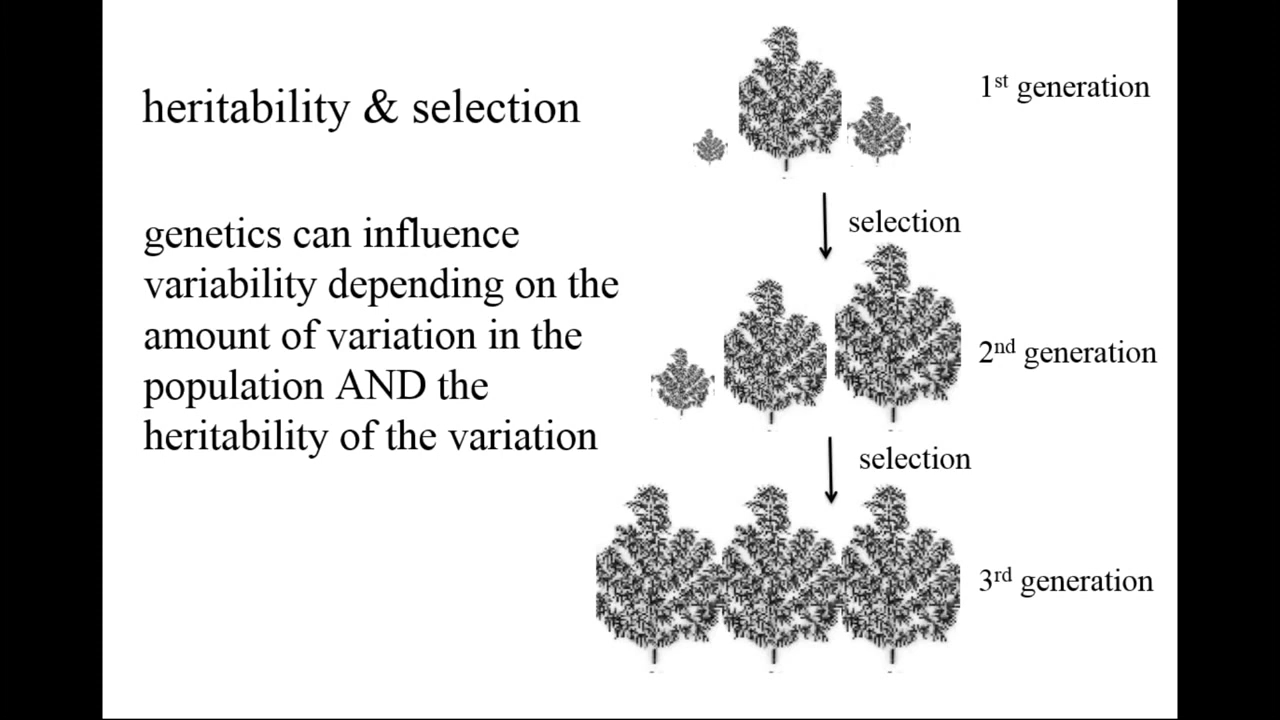 heritability & selection
genetics can influence
variability depending on the
amount of variation in the
population AND the
heritability of the variation
1st generation
selection
2nd generation
selection
3rd generation